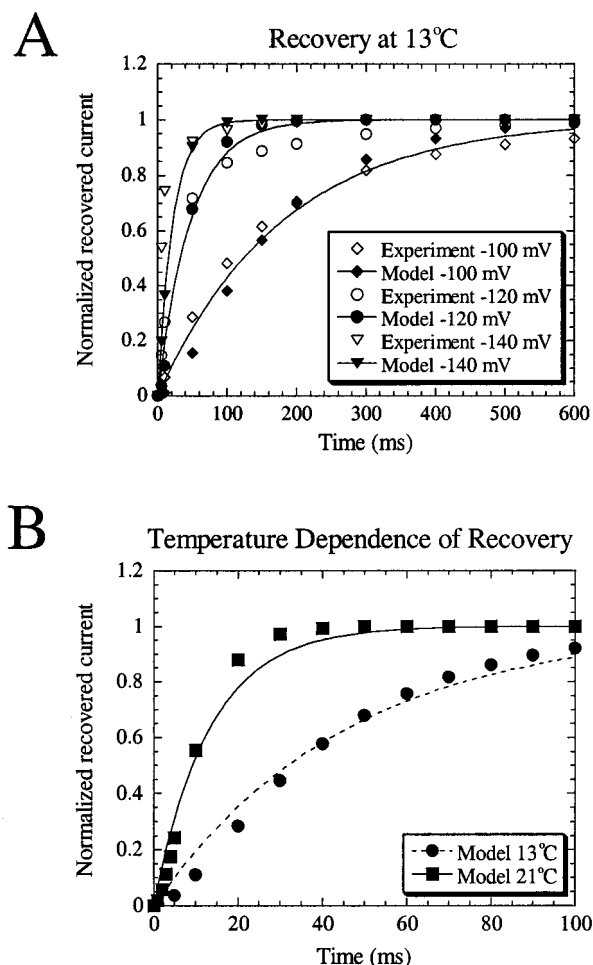 A
Recovery at 13°C
Normalized recovered current
1.2
1
0.8
0.6
0.4
0.2
0
Experiment -100 mV
Model -100 mV
Experiment -120 mV
Model -120 mV
Experiment -140 mV
Model -140 mV
0 100 200 300 400 500 600
Time (ms)
B
Temperature Dependence of Recovery
Normalized recovered current
1.2
1
0.8
0.6
0.4
0.2
0
Model 13°C
Model 21°C
0 20 40 60 80 100
Time (ms)